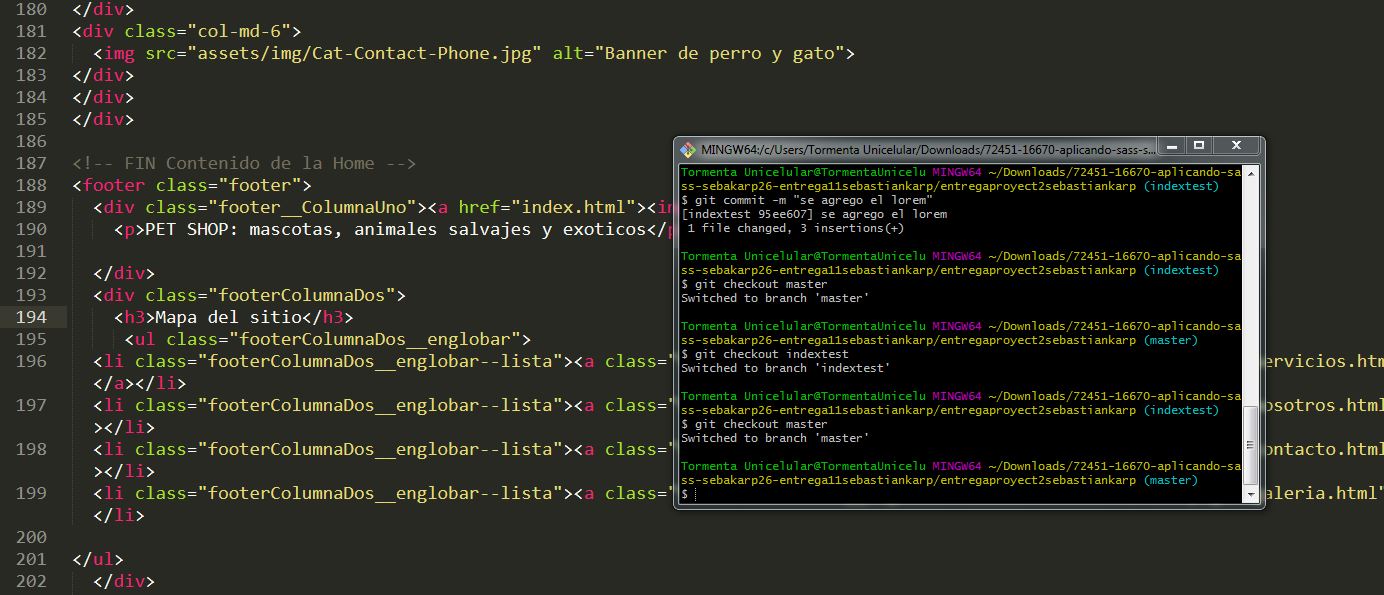 180 </div>
181 <div class="col-md-6">
182 <img src="assets/img/Cat-Contact-Phone.jpg" alt="Banner de perro y gato">
183 </div>
184 </div>
185 </div>
186
187 <!-- FIN Contenido de la Home -->
188 <footer class="footer">
189 <div class="footer__ColumnaUno"><a href="index.html"><im
190 <p>PET SHOP: mascotas, animales salvajes y exoticos</p
191
192 </div>
193 <div class="footerColumnaDos">
194 <h3>Mapa del sitio</h3>
195 <ul class="footerColumnaDos__englobar">
196 <li class="footerColumnaDos__englobar--lista"><a class=" ervicios.htm
</a></li>
197 <li class="footerColumnaDos__englobar--lista"><a class=" osotros.html
></li>
198 <li class="footerColumnaDos__englobar--lista"><a class=" ontacto.html
></li>
199 <li class="footerColumnaDos__englobar--lista"><a class=" aleria.html"
</li>
200
201 </ul>
202 </div>
MINGW64:/c/Users/Tormenta Unicelular/Downloads/72451-16670-aplicando-sass-s...
Tormenta Unicelular@TormentaUnicelu MINGW64 ~/Downloads/72451-16670-aplicando-sa
ss-sebakarp26-entrega11sebastiankarp/entregaproyect2sebastiankarp (indextest)
$ git commit -m "se agrego el lorem"
[indextest 95ee607] se agrego el lorem
1 file changed, 3 insertions(+)
Tormenta Unicelular@TormentaUnicelu MINGW64 ~/Downloads/72451-16670-aplicando-sa
ss-sebakarp26-entrega11sebastiankarp/entregaproyect2sebastiankarp (indextest)
$ git checkout master
Switched to branch 'master'
Tormenta Unicelular@TormentaUnicelu MINGW64 ~/Downloads/72451-16670-aplicando-sa
ss-sebakarp26-entrega11sebastiankarp/entregaproyect2sebastiankarp (master)
$ git checkout indextest
Switched to branch 'indextest'
Tormenta Unicelular@TormentaUnicelu MINGW64 ~/Downloads/72451-16670-aplicando-sa
ss-sebakarp26-entrega11sebastiankarp/entregaproyect2sebastiankarp (indextest)
$ git checkout master
Switched to branch 'master'
Tormenta Unicelular@TormentaUnicelu MINGW64 ~/Downloads/72451-16670-aplicando-sa
ss-sebakarp26-entrega11sebastiankarp/entregaproyect2sebastiankarp (master)
$